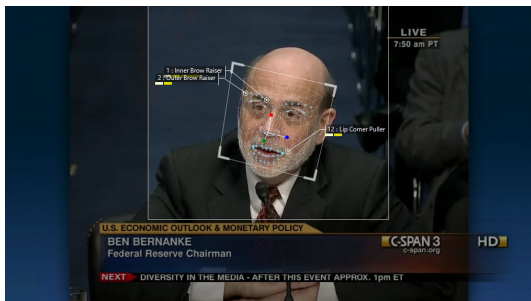 LIVE
7:50 am PT
1 : Inner Brow Raiser
2 : Outer Brow Raiser
12 : Lip Corner Puller
U.S. ECONOMIC OUTLOOK & MONETARY POLICY
BEN BERNANKE
Federal Reserve Chairman
C-SPAN 3
c-span.org
HD
NEXT DIVERSITY IN THE MEDIA - AFTER THIS EVENT APPROX. 1pm ET